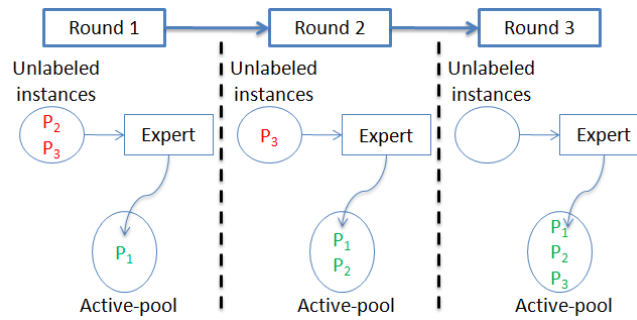 Round 1
Round 2
Round 3
Unlabeled
instances
P2
P3
Expert
P1
Active-pool
Unlabeled
instances
P3
Expert
P1
P2
Active-pool
Unlabeled
instances
Expert
P1
P2
P3
Active-pool